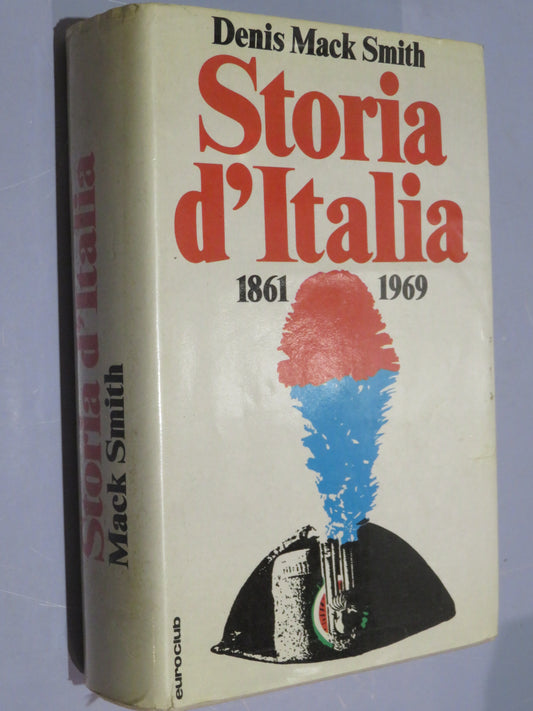 Denis Mack Smith
Storia
d'Italia
1861 1969
Storia d'Italia
Mack Smith
euroclub